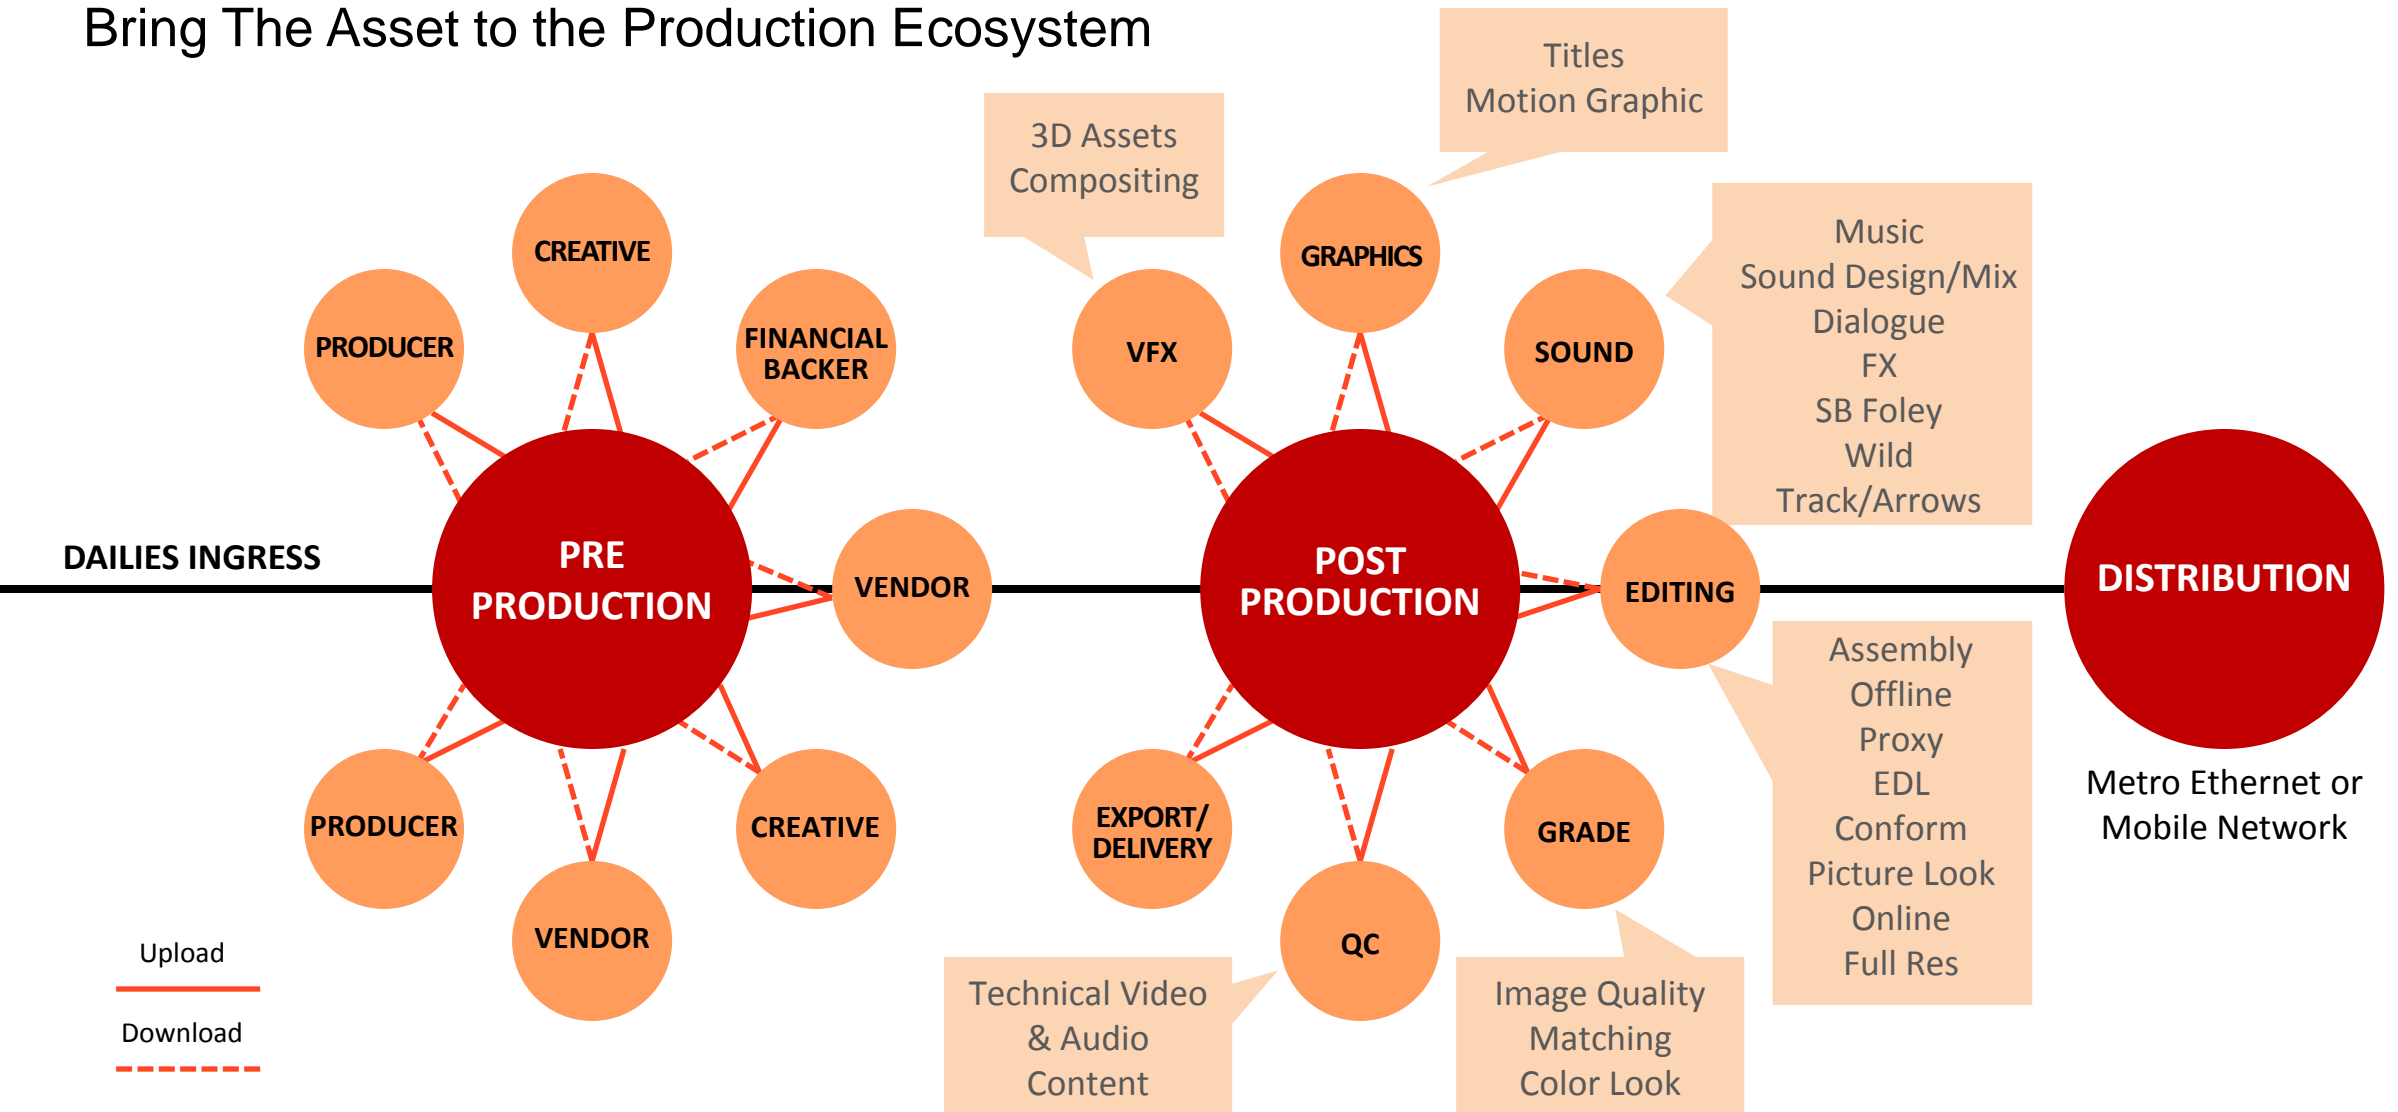 Bring The Asset to the Production Ecosystem
Titles
Motion Graphic
3D Assets
Compositing
Music
Sound Design/Mix
Dialogue
FX
SB Foley
Wild
Track/Arrows
CREATIVE
PRODUCER
FINANCIAL
BACKER
GRAPHICS
VFX
SOUND
DAILIES INGRESS
PRE
PRODUCTION
VENDOR
POST
PRODUCTION
EDITING
DISTRIBUTION
Metro Ethernet or
Mobile Network
Assembly
Offline
Proxy
EDL
Conform
Picture Look
Online
Full Res
PRODUCER
VENDOR
CREATIVE
EXPORT/
DELIVERY
QC
GRADE
Technical Video
& Audio
Content
Image Quality
Matching
Color Look
Upload
Download